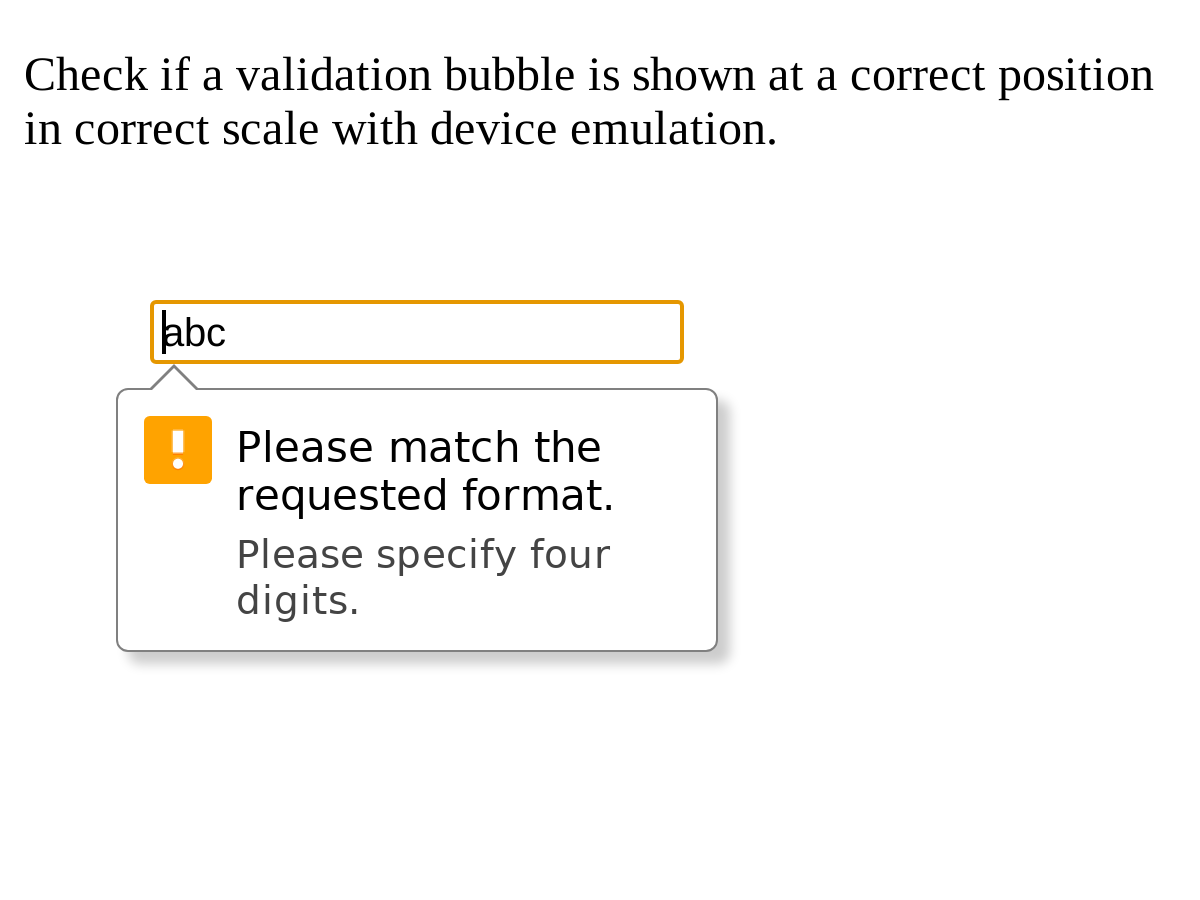 Check if a validation bubble is shown at a correct position
in correct scale with device emulation.
abc
Please match the
requested format.
Please specify four
digits.